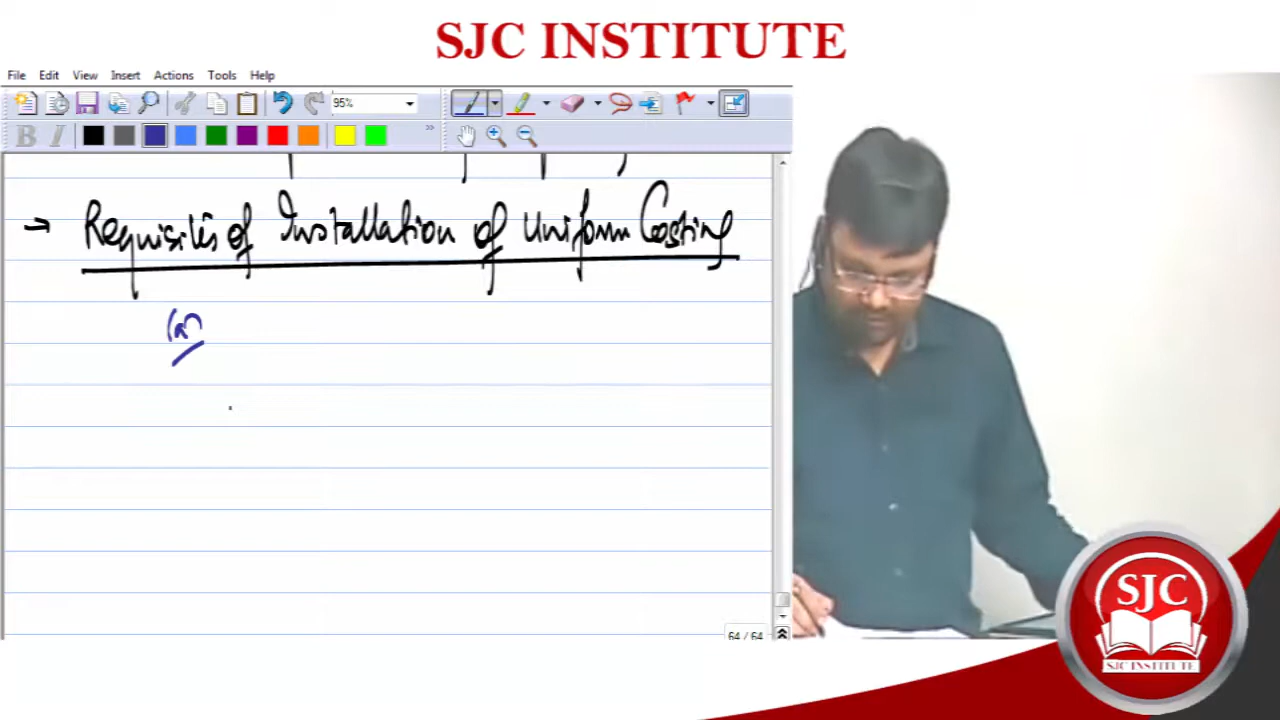 SJC INSTITUTE
File Edit View Insert Actions Tools Help
95%
B I
→ Requisites of Installation of Uniform Costing
(a)
64 / 64
SJC
SJC INSTITUTE